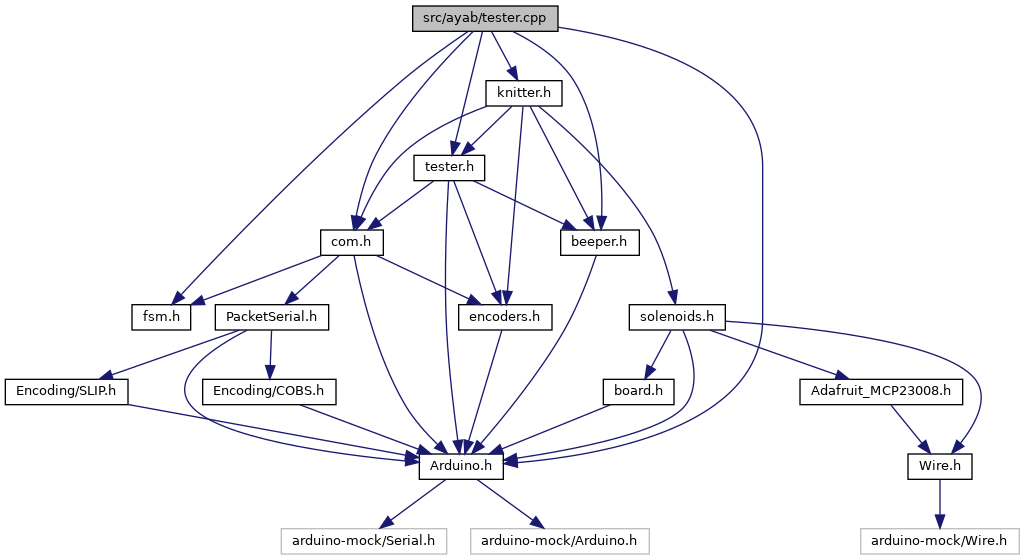 src/ayab/tester.cpp
knitter.h
tester.h
com.h
beeper.h
fsm.h
PacketSerial.h
encoders.h
solenoids.h
Encoding/SLIP.h
Encoding/COBS.h
board.h
Adafruit_MCP23008.h
Arduino.h
Wire.h
arduino-mock/Serial.h
arduino-mock/Arduino.h
arduino-mock/Wire.h